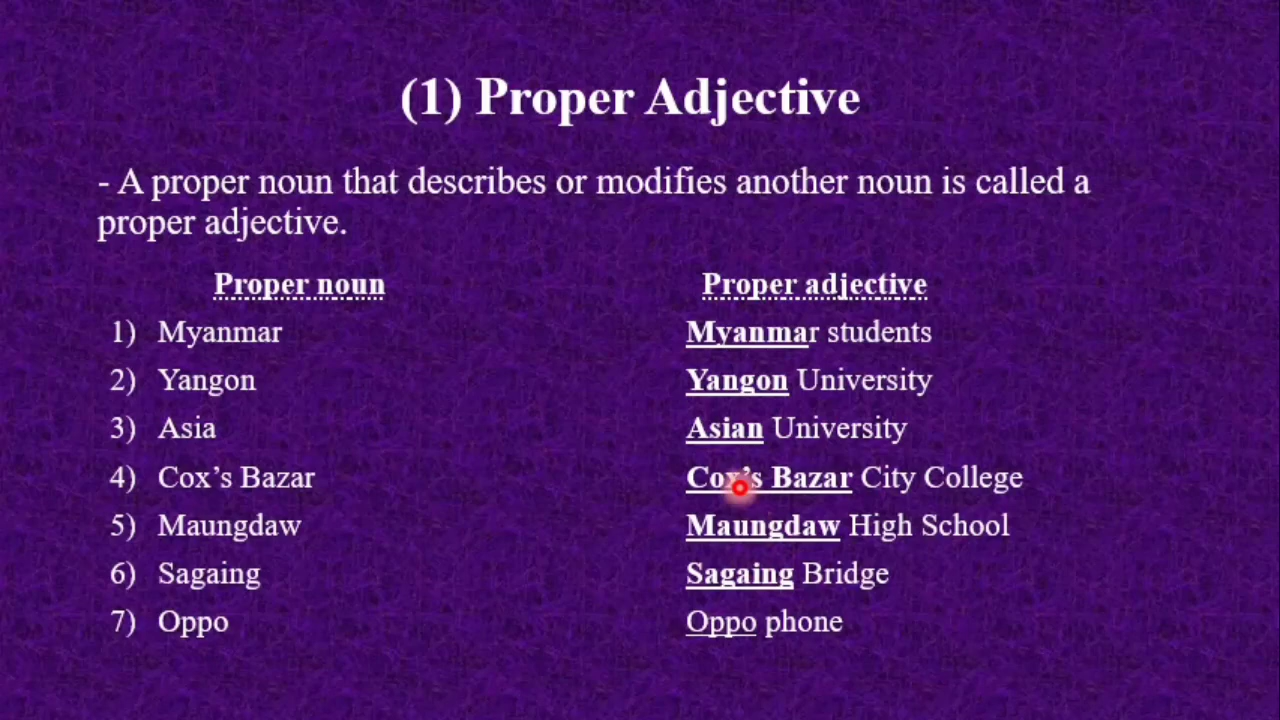 (1) Proper Adjective
- A proper noun that describes or modifies another noun is called a
proper adjective.
Proper noun Proper adjective
1) Myanmar Myanmar students
2) Yangon Yangon University
3) Asia Asian University
4) Cox’s Bazar Cox’s Bazar City College
5) Maungdaw Maungdaw High School
6) Sagaing Sagaing Bridge
7) Oppo Oppo phone